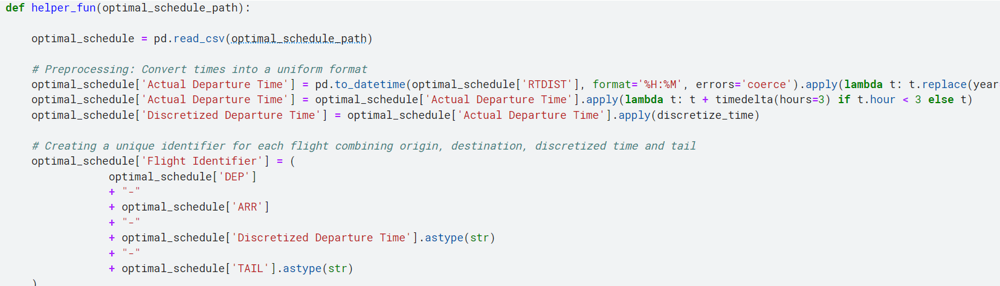 def helper_fun(optimal_schedule_path):
    optimal_schedule = pd.read_csv(optimal_schedule_path)
    # Preprocessing: Convert times into a uniform format
    optimal_schedule['Actual Departure Time'] = pd.to_datetime(optimal_schedule['RTDIST'], format='%H:%M', errors='coerce').apply(lambda t: t.replace(year
    optimal_schedule['Actual Departure Time'] = optimal_schedule['Actual Departure Time'].apply(lambda t: t + timedelta(hours=3) if t.hour < 3 else t)
    optimal_schedule['Discretized Departure Time'] = optimal_schedule['Actual Departure Time'].apply(discretize_time)
    # Creating a unique identifier for each flight combining origin, destination, discretized time and tail
    optimal_schedule['Flight Identifier'] = (
                optimal_schedule['DEP']
                + "-"
                + optimal_schedule['ARR']
                + "-"
                + optimal_schedule['Discretized Departure Time'].astype(str)
                + "-"
                + optimal_schedule['TAIL'].astype(str)
    )